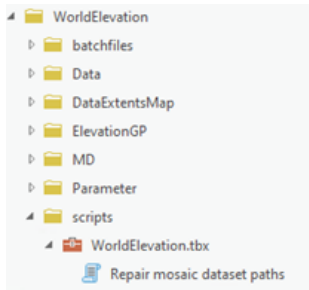 WorldElevation
batchfiles
Data
DataExtentsMap
ElevationGP
MD
Parameter
scripts
WorldElevation.tbx
Repair mosaic dataset paths